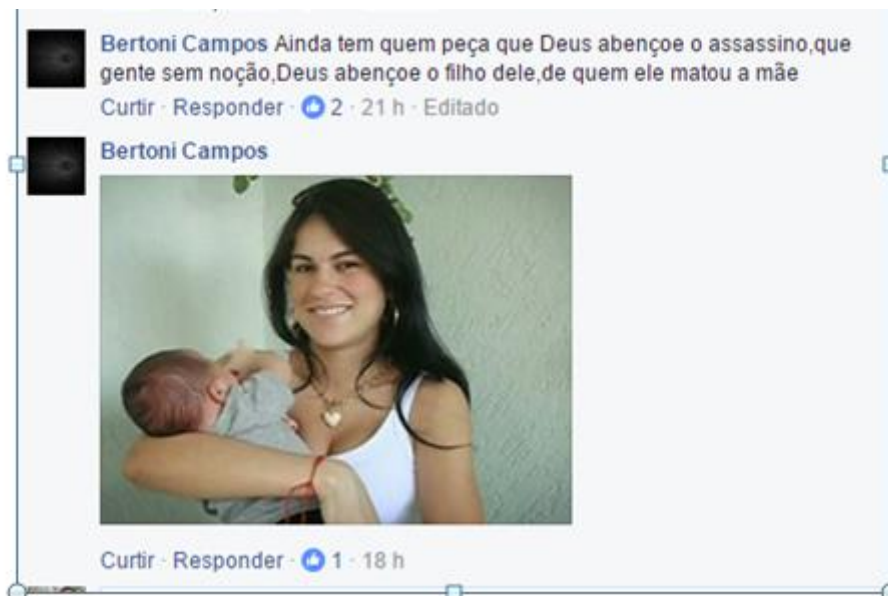 Bertoni Campos Ainda tem quem peça que Deus abençoe o assassino,que
gente sem noção,Deus abençoe o filho dele,de quem ele matou a mãe
Curtir · Responder · 2 · 21 h · Editado
Bertoni Campos
Curtir · Responder · 1 · 18 h